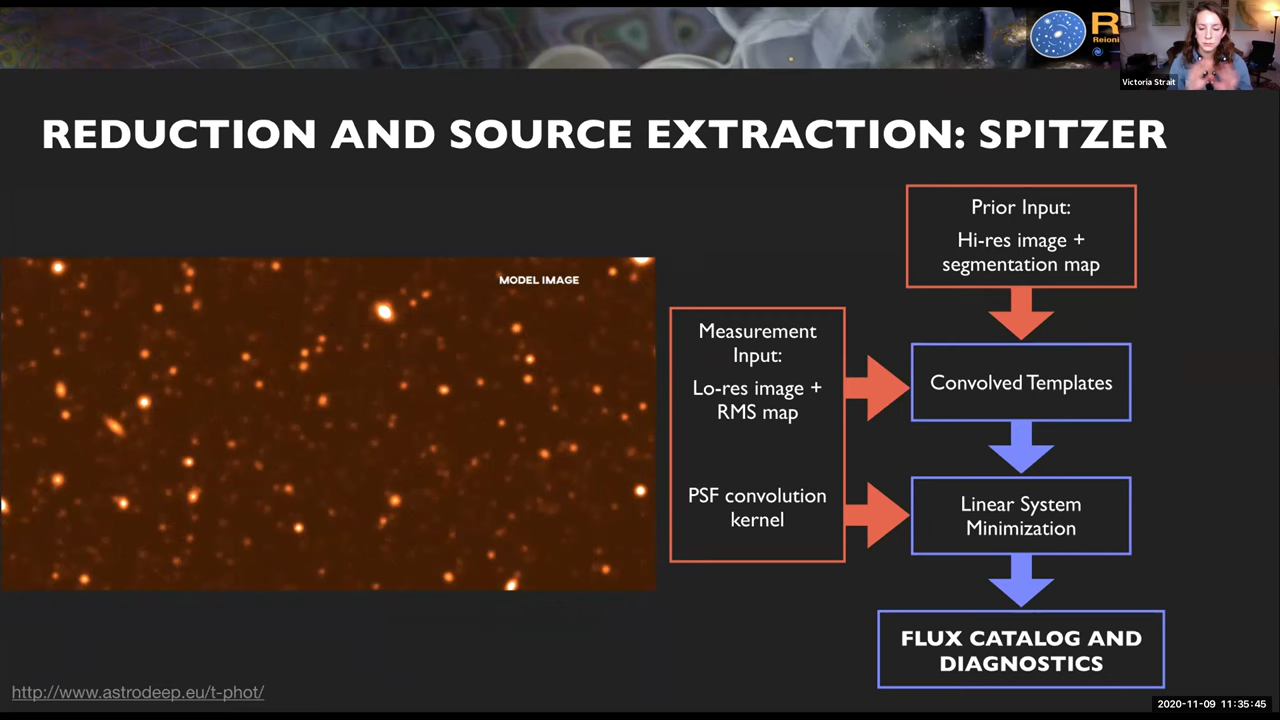 R
Reioni
Victoria Strait
REDUCTION AND SOURCE EXTRACTION: SPITZER
MODEL IMAGE
Prior Input:
Hi-res image +
segmentation map
Measurement
Input:
Lo-res image +
RMS map
PSF convolution
kernel
Convolved Templates
Linear System
Minimization
FLUX CATALOG AND
DIAGNOSTICS
http://www.astrodeep.eu/t-phot/
2020-11-09 11:35:45